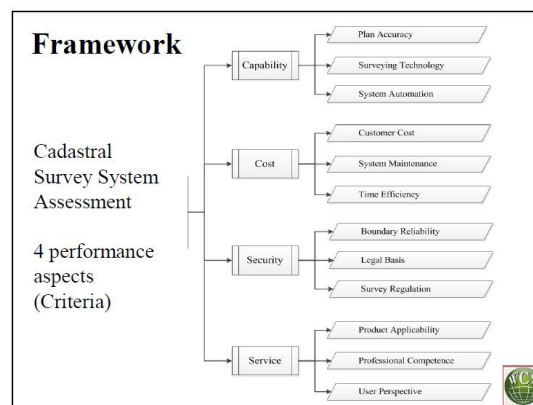 Framework
Cadastral
Survey System
Assessment
4 performance
aspects
(Criteria)
Capability
Plan Accuracy
Surveying Technology
System Automation
Cost
Customer Cost
System Maintenance
Time Efficiency
Security
Boundary Reliability
Legal Basis
Survey Regulation
Service
Product Applicability
Professional Competence
User Perspective
WCS